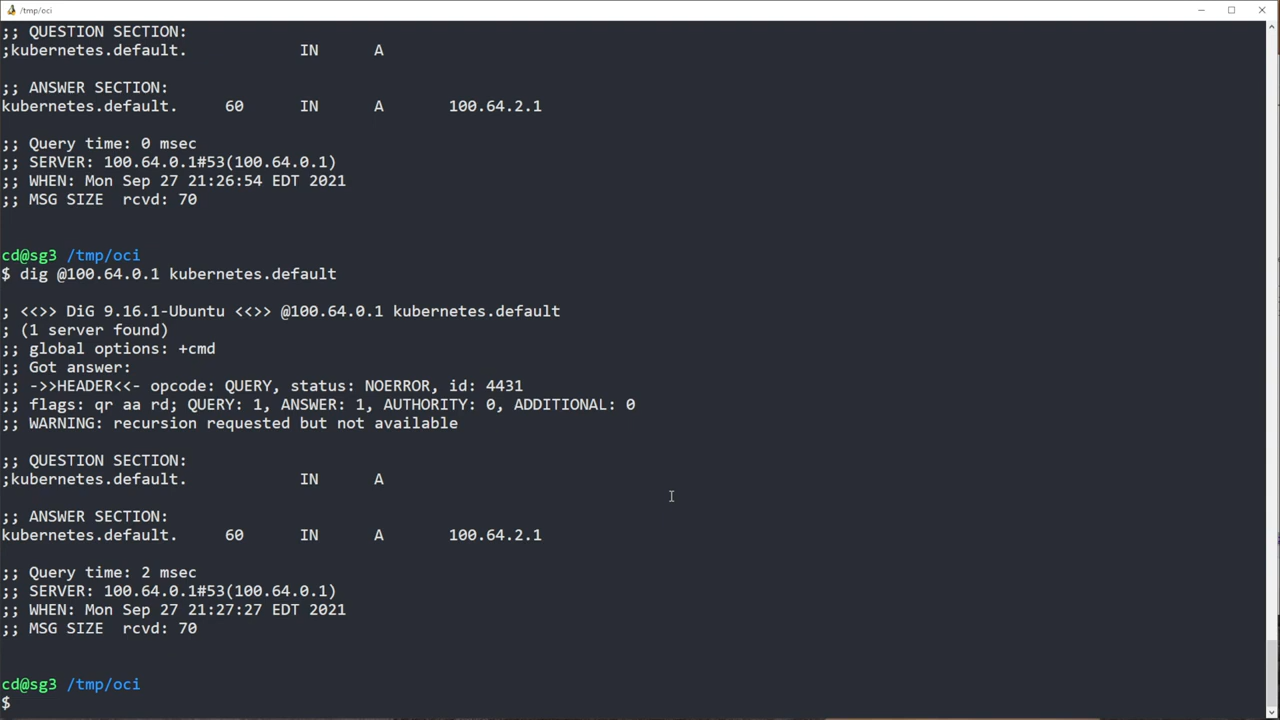 /tmp/oci
;; QUESTION SECTION:
;kubernetes.default. IN A
;; ANSWER SECTION:
kubernetes.default. 60 IN A 100.64.2.1
;; Query time: 0 msec
;; SERVER: 100.64.0.1#53(100.64.0.1)
;; WHEN: Mon Sep 27 21:26:54 EDT 2021
;; MSG SIZE  rcvd: 70
cd@sg3 /tmp/oci
$ dig @100.64.0.1 kubernetes.default
; <<>> DiG 9.16.1-Ubuntu <<>> @100.64.0.1 kubernetes.default
; (1 server found)
;; global options: +cmd
;; Got answer:
;; ->>HEADER<<- opcode: QUERY, status: NOERROR, id: 4431
;; flags: qr aa rd; QUERY: 1, ANSWER: 1, AUTHORITY: 0, ADDITIONAL: 0
;; WARNING: recursion requested but not available
;; QUESTION SECTION:
;kubernetes.default. IN A
;; ANSWER SECTION:
kubernetes.default. 60 IN A 100.64.2.1
;; Query time: 2 msec
;; SERVER: 100.64.0.1#53(100.64.0.1)
;; WHEN: Mon Sep 27 21:27:27 EDT 2021
;; MSG SIZE  rcvd: 70
cd@sg3 /tmp/oci
$